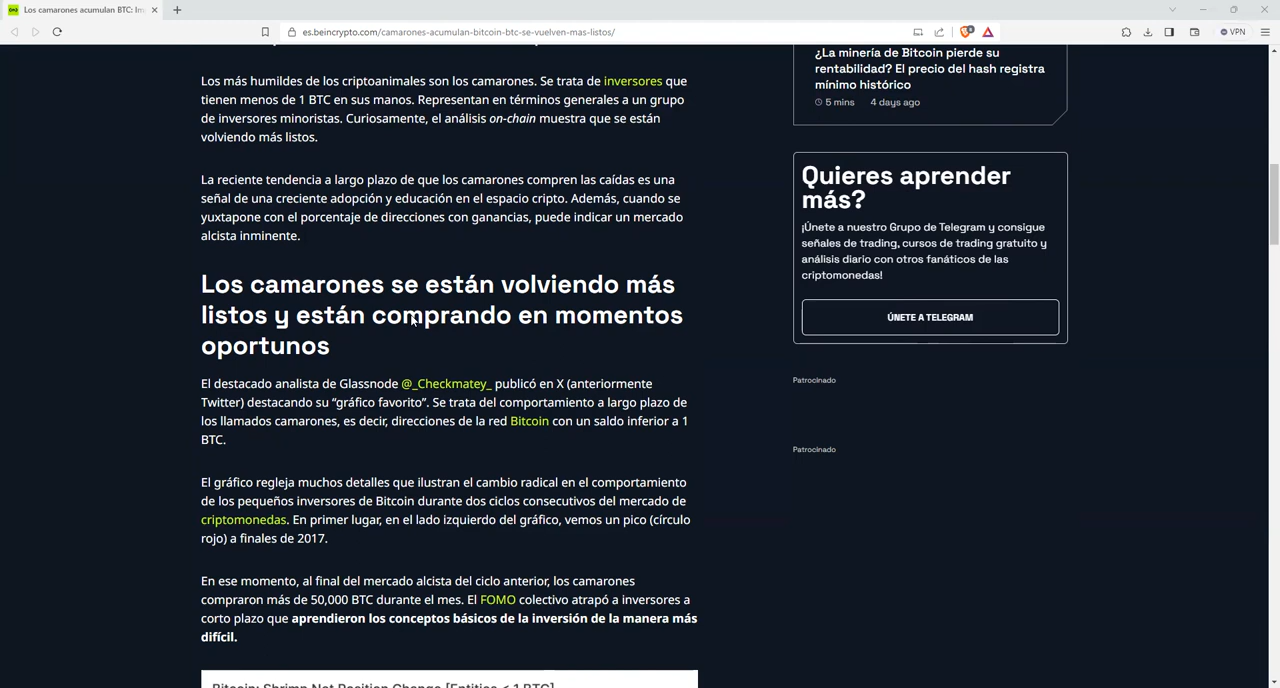 Los camarones acumulan BTC: In
es.beincrypto.com/camarones-acumulan-bitcoin-btc-se-vuelven-mas-listos/
VPN
Los más humildes de los criptoanimales son los camarones. Se trata de inversores que
tienen menos de 1 BTC en sus manos. Representan en términos generales a un grupo
de inversores minoristas. Curiosamente, el análisis on-chain muestra que se están
volviendo más listos.
La reciente tendencia a largo plazo de que los camarones compren las caídas es una
señal de una creciente adopción y educación en el espacio cripto. Además, cuando se
yuxtapone con el porcentaje de direcciones con ganancias, puede indicar un mercado
alcista inminente.
Los camarones se están volviendo más
listos y están comprando en momentos
oportunos
El destacado analista de Glassnode @_Checkmatey_ publicó en X (anteriormente
Twitter) destacando su “gráfico favorito”. Se trata del comportamiento a largo plazo de
los llamados camarones, es decir, direcciones de la red Bitcoin con un saldo inferior a 1
BTC.
El gráfico regleja muchos detalles que ilustran el cambio radical en el comportamiento
de los pequeños inversores de Bitcoin durante dos ciclos consecutivos del mercado de
criptomonedas. En primer lugar, en el lado izquierdo del gráfico, vemos un pico (círculo
rojo) a finales de 2017.
En ese momento, al final del mercado alcista del ciclo anterior, los camarones
compraron más de 50,000 BTC durante el mes. El FOMO colectivo atrapó a inversores a
corto plazo que aprendieron los conceptos básicos de la inversión de la manera más
difícil.
Bitcoin: Shrimp Net Position Change [Entities < 1 BTC]
¿La minería de Bitcoin pierde su
rentabilidad? El precio del hash registra
mínimo histórico
5 mins 4 days ago
Quieres aprender
más?
¡Únete a nuestro Grupo de Telegram y consigue
señales de trading, cursos de trading gratuito y
análisis diario con otros fanáticos de las
criptomonedas!
ÚNETE A TELEGRAM
Patrocinado
Patrocinado